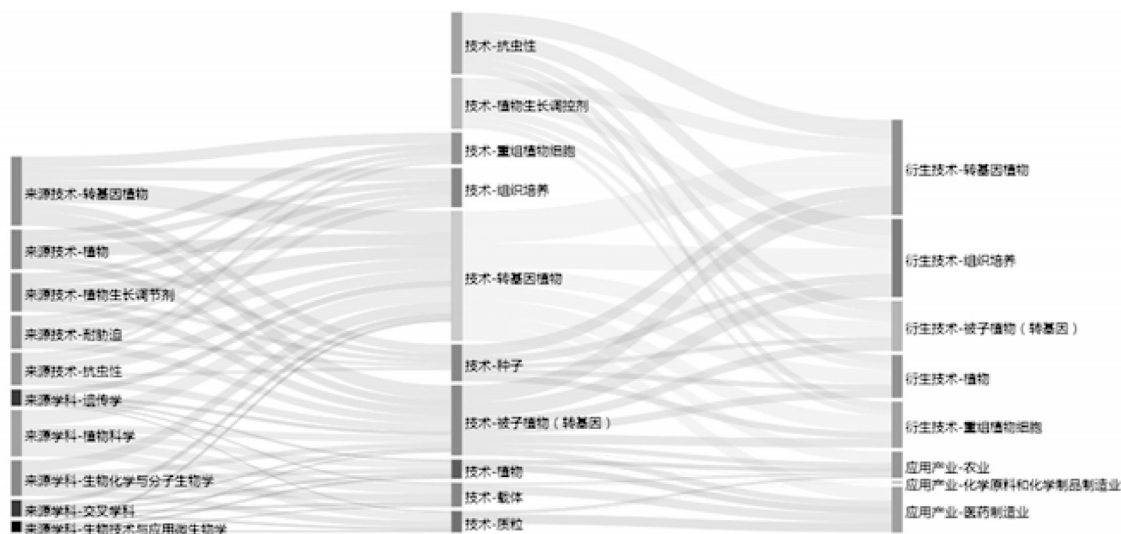 来源技术-转基因植物
来源技术-植物
来源技术-植物生长调节剂
来源技术-耐胁迫
来源技术-抗虫性
来源学科-遗传学
来源学科-植物科学
来源学科-生物化学与分子生物学
来源学科-交叉学科
来源学科-生物技术与应用微生物学
技术-抗虫性
技术-植物生长调控剂
技术-重组植物细胞
技术-组织培养
技术-转基因植物
技术-种子
技术-被子植物（转基因）
技术-植物
技术-载体
技术-质粒
衍生技术-转基因植物
衍生技术-组织培养
衍生技术-被子植物（转基因）
衍生技术-植物
衍生技术-重组植物细胞
应用产业-农业
应用产业-化学原料和化学制品制造业
应用产业-医药制造业